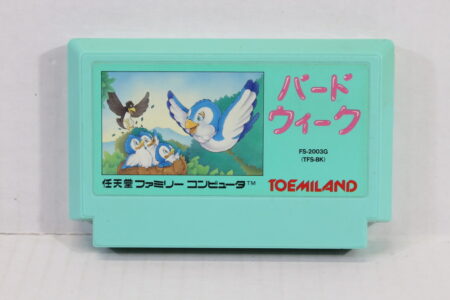 バード
ウィーク
FS-2003G
(TFS-BK)
任天堂 ファミリー コンピュータ™
TOEMILAND